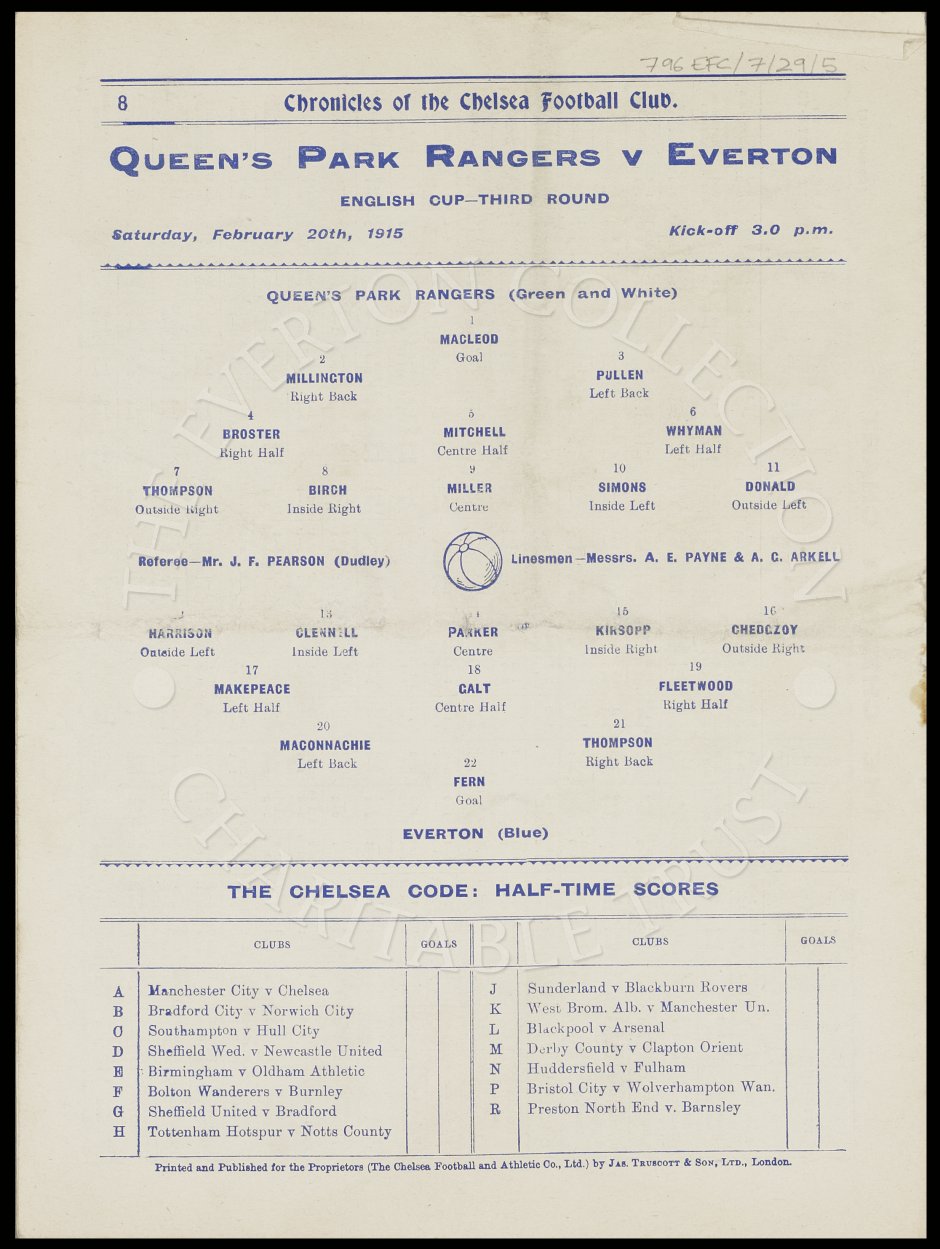 796 EFC/7/29/5
8 Chronicles of the Chelsea Football Club.
QUEEN'S PARK RANGERS V EVERTON
ENGLISH CUP—THIRD ROUND
Saturday, February 20th, 1915 Kick-off 3.0 p.m.
QUEEN'S PARK RANGERS (Green and White)
1
MACLEOD
Goal
2 3
MILLINGTON PULLEN
Right Back Left Back
4 5 6
BROSTER MITCHELL WHYMAN
Right Half Centre Half Left Half
7 8 9 10 11
THOMPSON BIRCH MILLER SIMONS DONALD
Outside Right Inside Right Centre Inside Left Outside Left
Referee—Mr. J. F. PEARSON (Dudley) Linesmen—Messrs. A. E. PAYNE & A. C. ARKELL
13 15 16
HARRISON CLENNELL PARKER KIRSOPP CHEDGZOY
Outside Left Inside Left Centre Inside Right Outside Right
17 18 19
MAKEPEACE GALT FLEETWOOD
Left Half Centre Half Right Half
20 21
MACONNACHIE THOMPSON
Left Back Right Back
22
FERN
Goal
EVERTON (Blue)
THE CHELSEA CODE: HALF-TIME SCORES
CLUBS GOALS CLUBS GOALS
A Manchester City v Chelsea J Sunderland v Blackburn Rovers
B Bradford City v Norwich City K West Brom. Alb. v Manchester Un.
C Southampton v Hull City L Blackpool v Arsenal
D Sheffield Wed. v Newcastle United M Derby County v Clapton Orient
E Birmingham v Oldham Athletic N Huddersfield v Fulham
F Bolton Wanderers v Burnley P Bristol City v Wolverhampton Wan.
G Sheffield United v Bradford R Preston North End v. Barnsley
H Tottenham Hotspur v Notts County
Printed and Published for the Proprietors (The Chelsea Football and Athletic Co., Ltd.) by JAS. TRUSCOTT & SON, LTD., London.
THE EVERTON COLLECTION
CHARITABLE TRUST